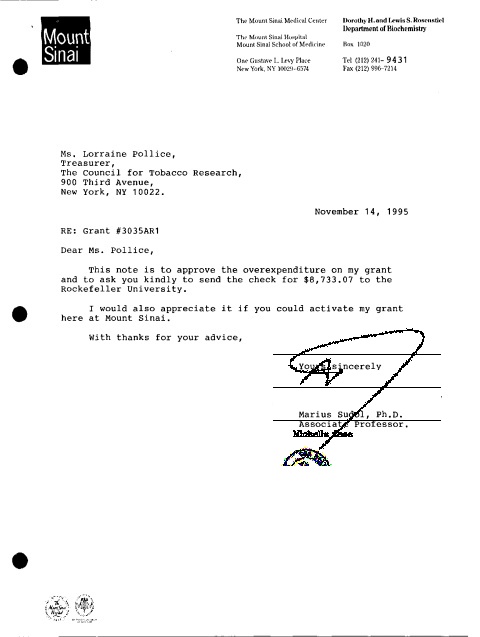 Mount
Sinai
The Mount Sinai Medical Center
The Mount Sinai Hospital
Mount Sinai School of Medicine
One Gustave L. Levy Place
New York, NY 10029-6574
Dorothy H. and Lewis S. Rosenstiel
Department of Biochemistry
Box 1020
Tel (212) 241-9431
Fax (212) 996-7214
Ms. Lorraine Pollice,
Treasurer,
The Council for Tobacco Research,
900 Third Avenue,
New York, NY 10022.
November 14, 1995
RE: Grant #3035AR1
Dear Ms. Pollice,
This note is to approve the overexpenditure on my grant
and to ask you kindly to send the check for $8,733.07 to the
Rockefeller University.
I would also appreciate it if you could activate my grant
here at Mount Sinai.
With thanks for your advice,
Yours sincerely
Marius Sudol, Ph.D.
Associate Professor.